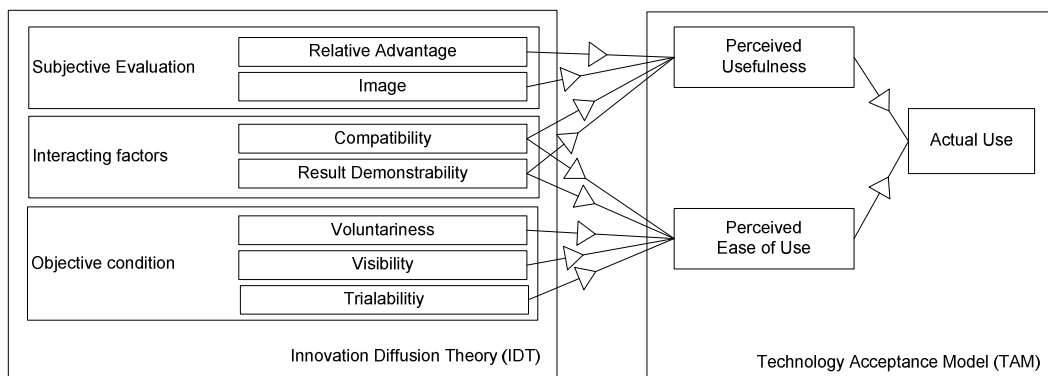 Subjective Evaluation
Relative Advantage
Image
Interacting factors
Compatibility
Result Demonstrability
Objective condition
Voluntariness
Visibility
Trialabilitiy
Innovation Diffusion Theory (IDT)
Perceived
Usefulness
Perceived
Ease of Use
Actual Use
Technology Acceptance Model (TAM)